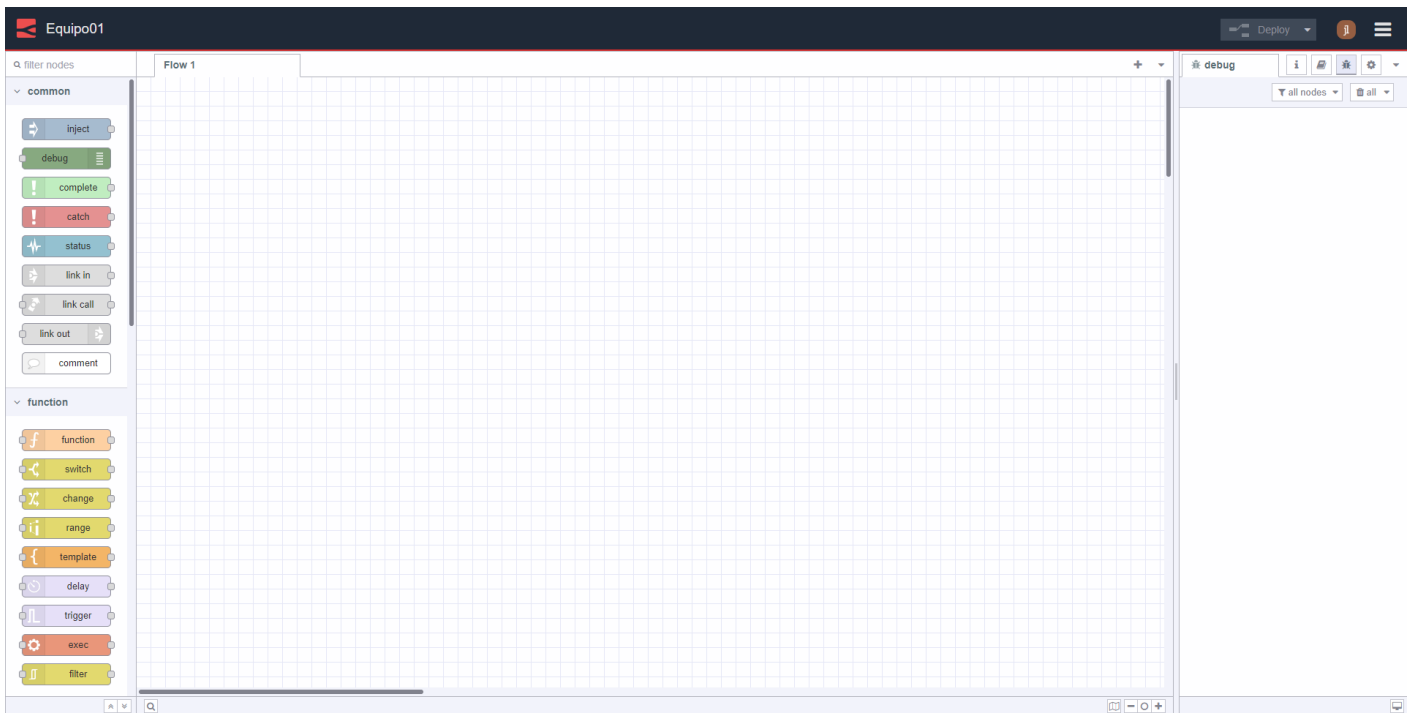 Equipo01
Deploy
jl
filter nodes
Flow 1
debug
i
all nodes
all
common
inject
debug
complete
catch
status
link in
link call
link out
comment
function
function
switch
change
range
template
delay
trigger
exec
filter